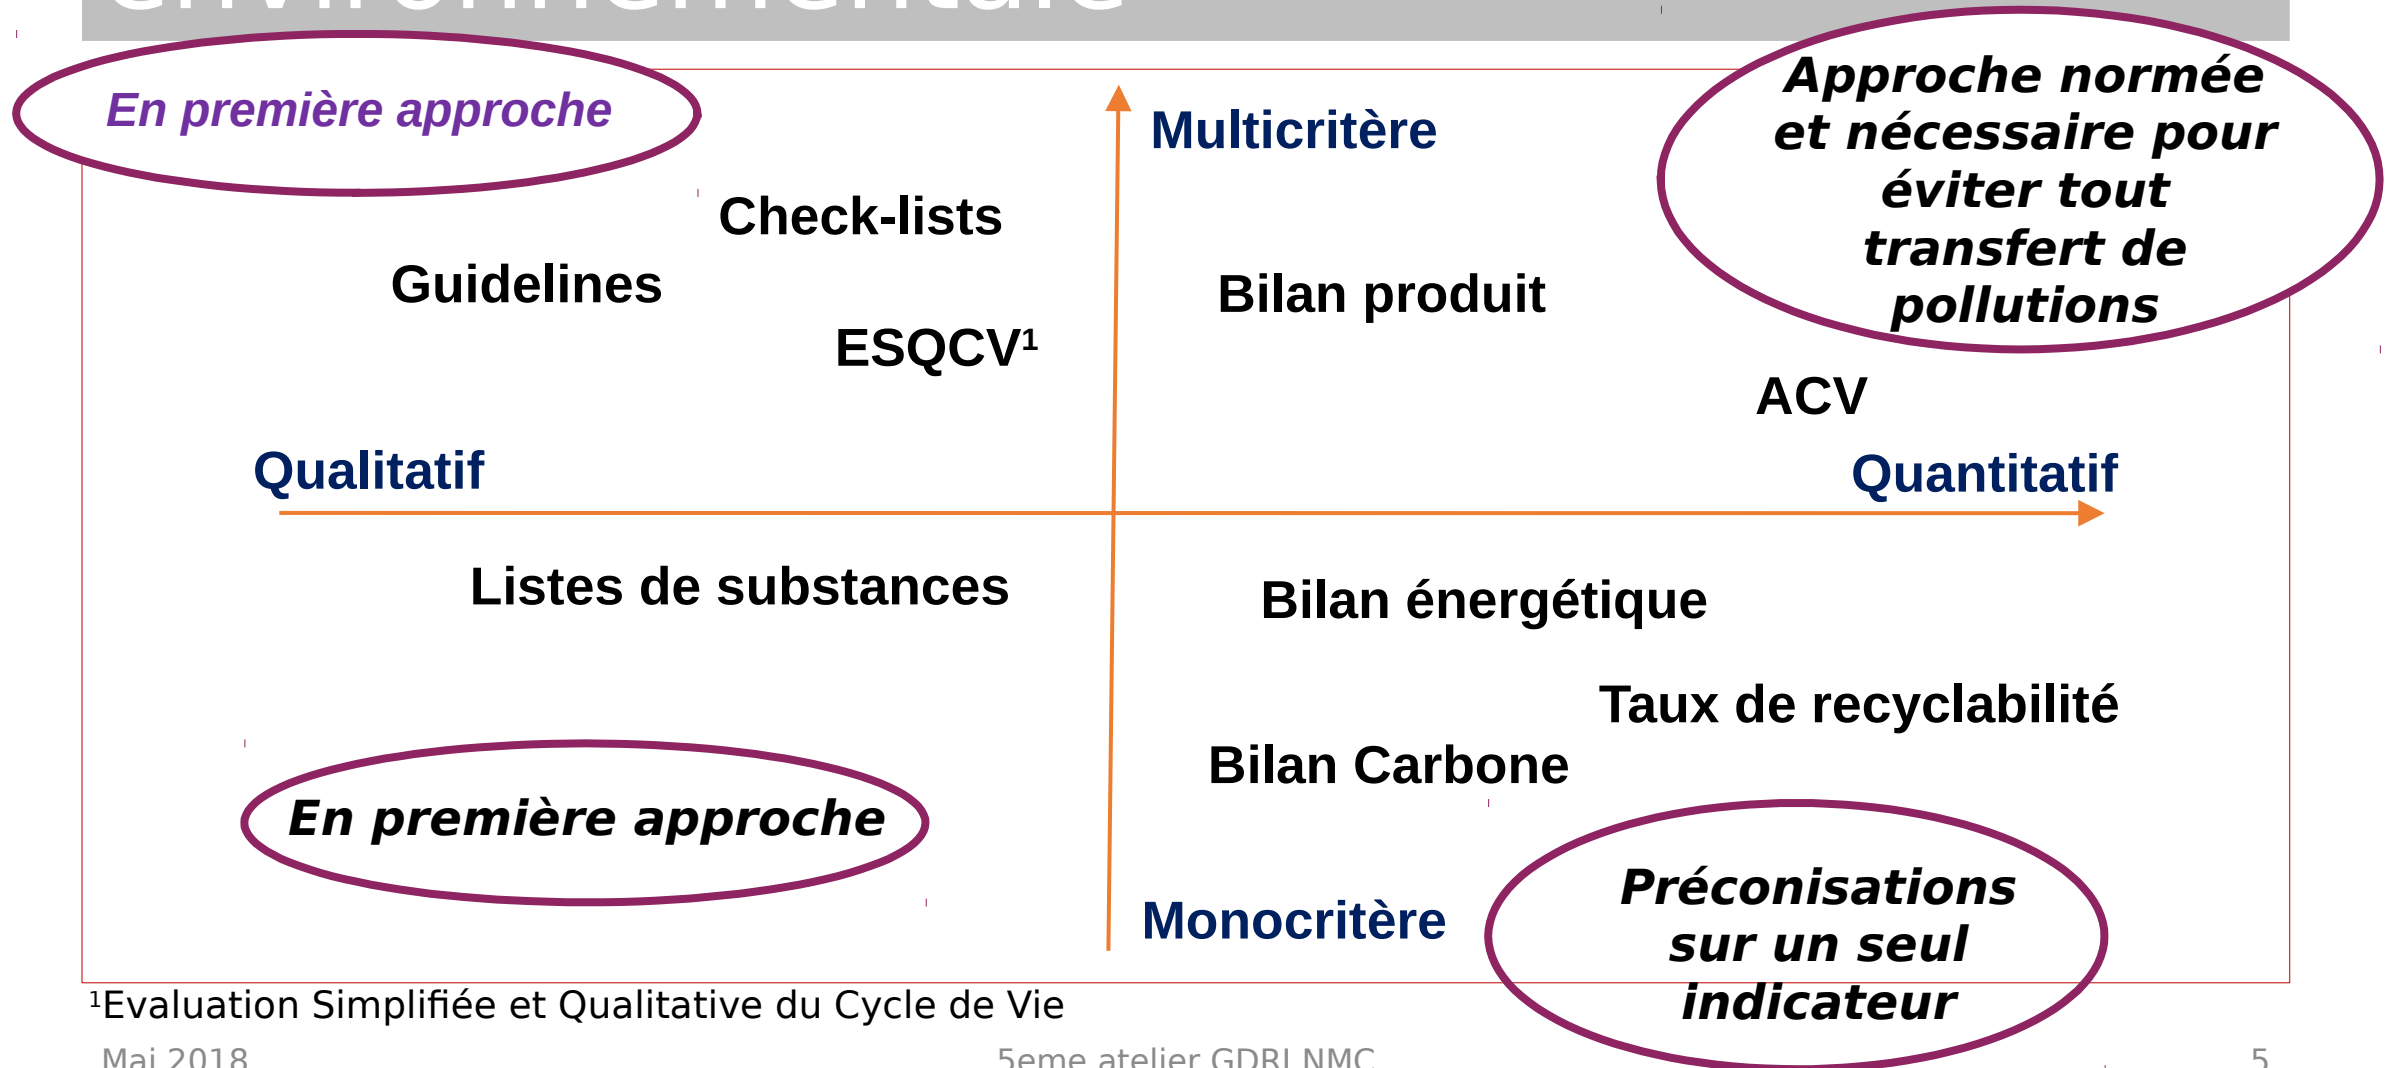 environnementale
En première approche
Approche normée
et nécessaire pour
éviter tout
transfert de
pollutions
Multicritère
Check-lists
Guidelines
Bilan produit
ESQCV¹
ACV
Qualitatif
Quantitatif
Listes de substances
Bilan énergétique
Taux de recyclabilité
Bilan Carbone
En première approche
Monocritère
Préconisations
sur un seul
indicateur
¹Evaluation Simplifiée et Qualitative du Cycle de Vie
Mai 2018
5eme atelier GDRI NMC
5